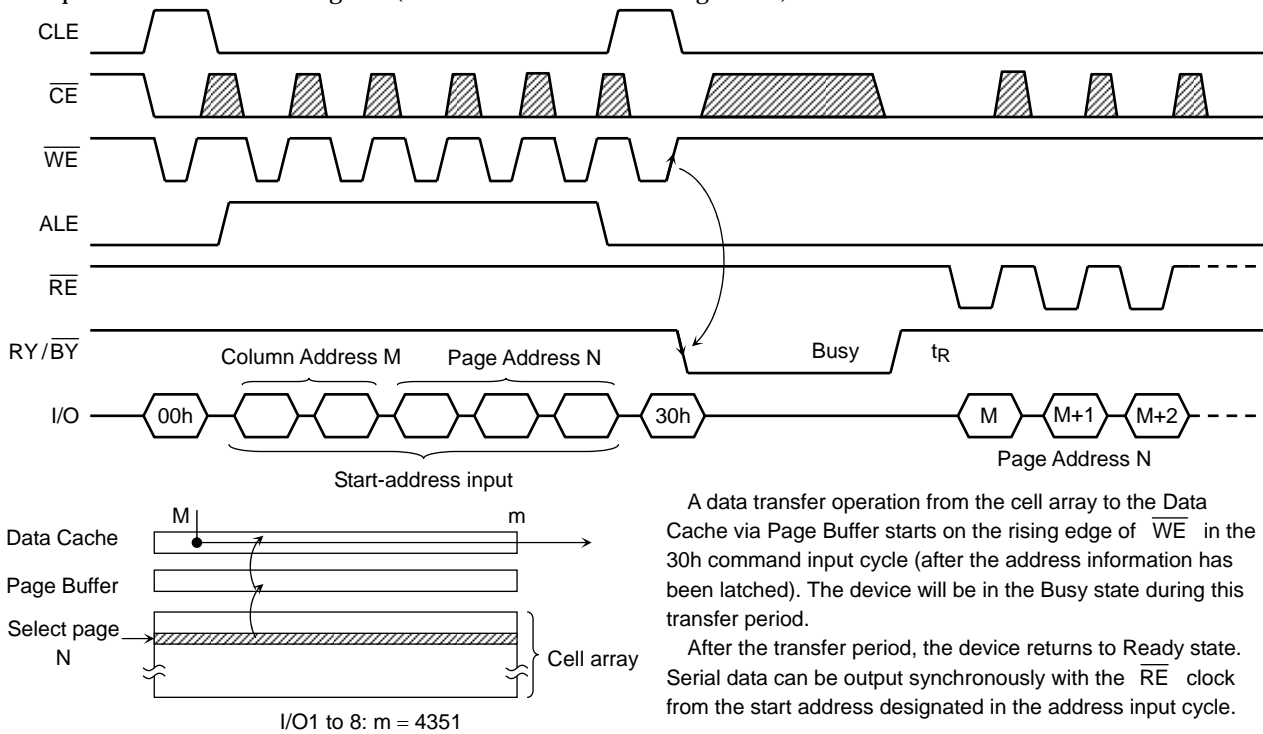 CLE
CE
WE
ALE
RE
RY/BY Busy tR
Column Address M Page Address N
I/O 00h 30h M M+1 M+2
Page Address N
Start-address input
M m
Data Cache
Page Buffer
Select page
N
Cell array
I/O1 to 8: m = 4351
A data transfer operation from the cell array to the Data
Cache via Page Buffer starts on the rising edge of WE in the
30h command input cycle (after the address information has
been latched). The device will be in the Busy state during this
transfer period.
After the transfer period, the device returns to Ready state.
Serial data can be output synchronously with the RE clock
from the start address designated in the address input cycle.